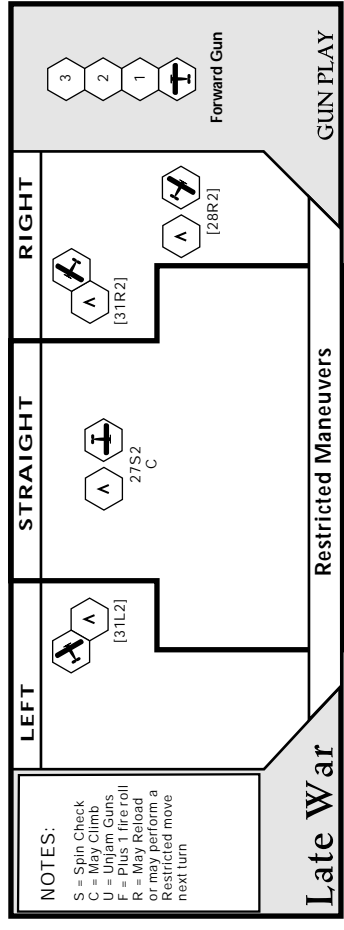 NOTES:
S = Spin Check
C = May Climb
U = Unjam Guns
F = Plus 1 fire roll
R = May Reload
or may perform a
Restricted move
next turn
LEFT
STRAIGHT
RIGHT
[31L2]
27S2
C
[31R2]
[28R2]
3
2
1
Forward Gun
Late War
Restricted Maneuvers
GUN PLAY